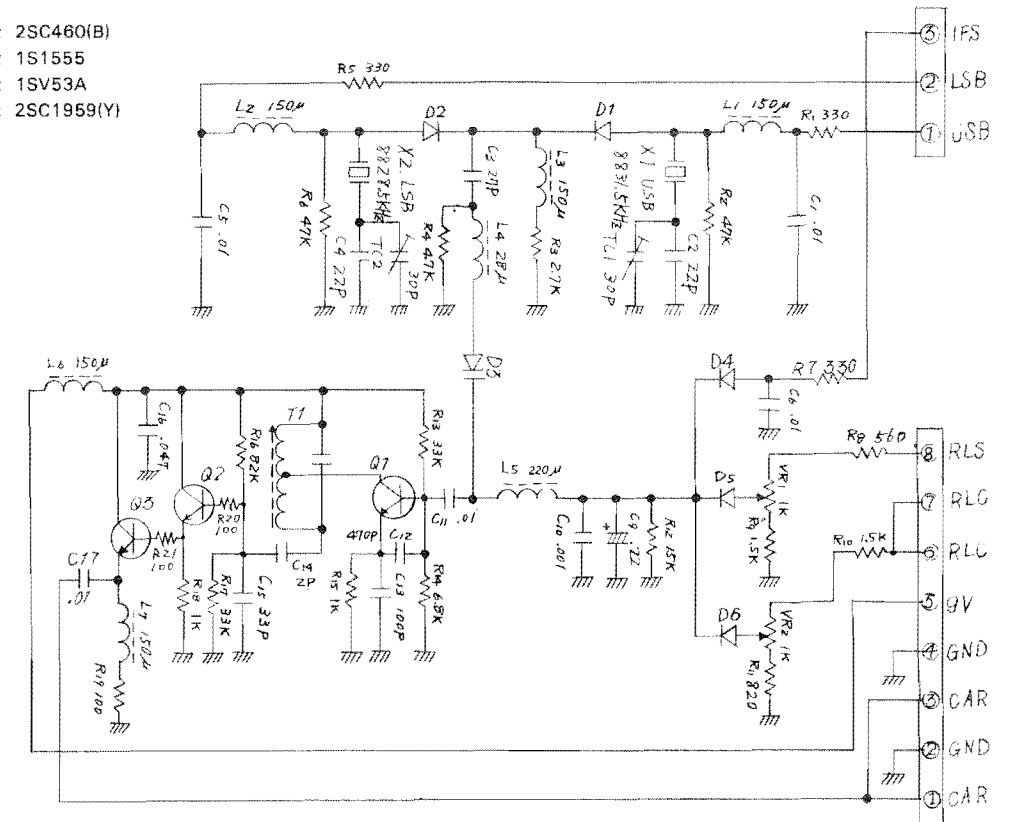 : 2SC460(B)
: 1S1555
: 1SV53A
: 2SC1959(Y)
③ IFS
② LSB
① USB
R5 330
L2 150μ
D2
D1
L1 150μ
R1 330
C5 .01
R6 47K
X2. LSB
8828.5KHz
C4 22P
TC2
30P
C3 27P
R4 47K
L4 28μ
L3 150μ
R3 2.7K
X1 USB
8831.5KHz
TC1 30P
C2 22P
R2 47K
C1 .01
D3
L6 150μ
C16 .047
Q2
R16 82K
T1
R13 33K
Q1
Q3
R20
100
R21
100
C17
.01
L7 150μ
R19 100
R18 1K
R17 33K
C15 33P
C14
2P
470P
C12
R15 1K
C13 100P
R14 6.8K
C11 .01
L5 220μ
C10 .001
+
C9 .22
R12 15K
D4
R7 330
C6 .01
D5
VR1 1K
R9 1.5K
R8 560
R10 1.5K
D6
VR2 1K
R11 820
⑧ RLS
⑦ RLC
⑥ RLC
⑤ 9V
④ GND
③ CAR
② GND
① CAR